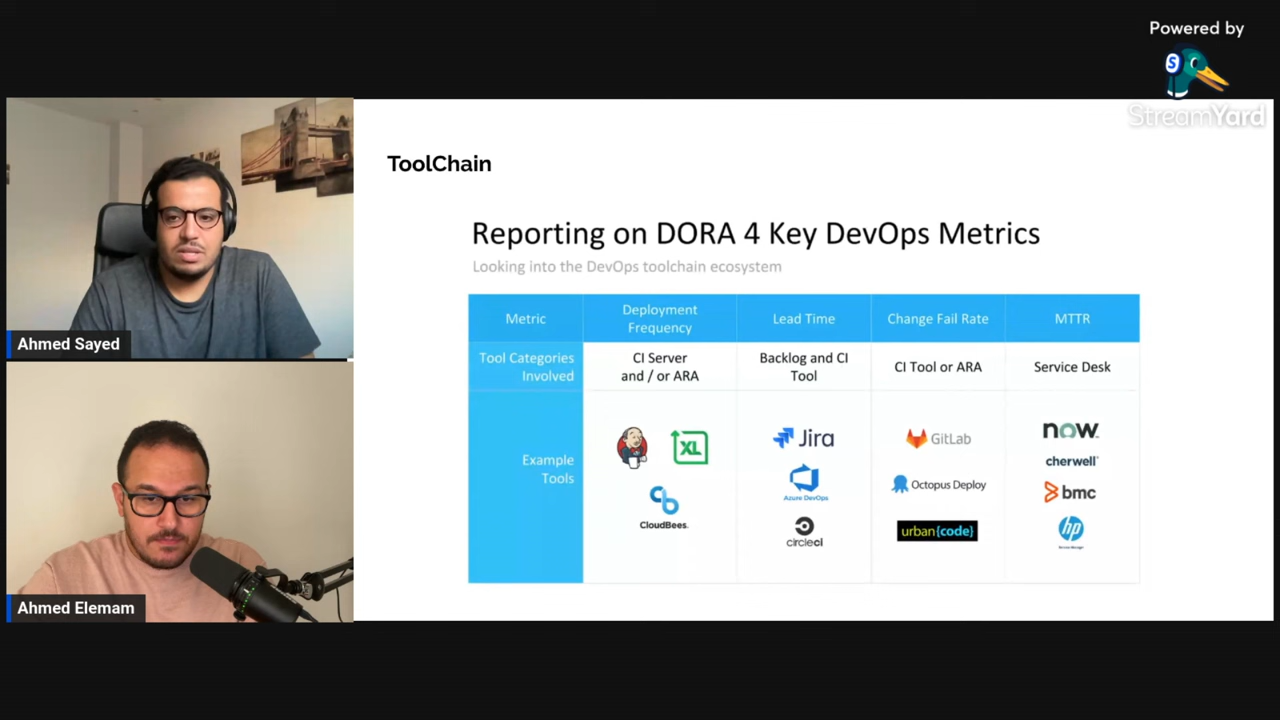 Powered by
S
StreamYard
ToolChain
Reporting on DORA 4 Key DevOps Metrics
Looking into the DevOps toolchain ecosystem
Metric
Deployment
Frequency
Lead Time
Change Fail Rate
MTTR
Tool Categories
Involved
CI Server
and / or ARA
Backlog and CI
Tool
CI Tool or ARA
Service Desk
Example
Tools
XL
CloudBees.
Jira
Azure DevOps
circleci
GitLab
Octopus Deploy
urban{code}
now.
cherwell
bmc
hp
Service Manager
Ahmed Sayed
Ahmed Elemam